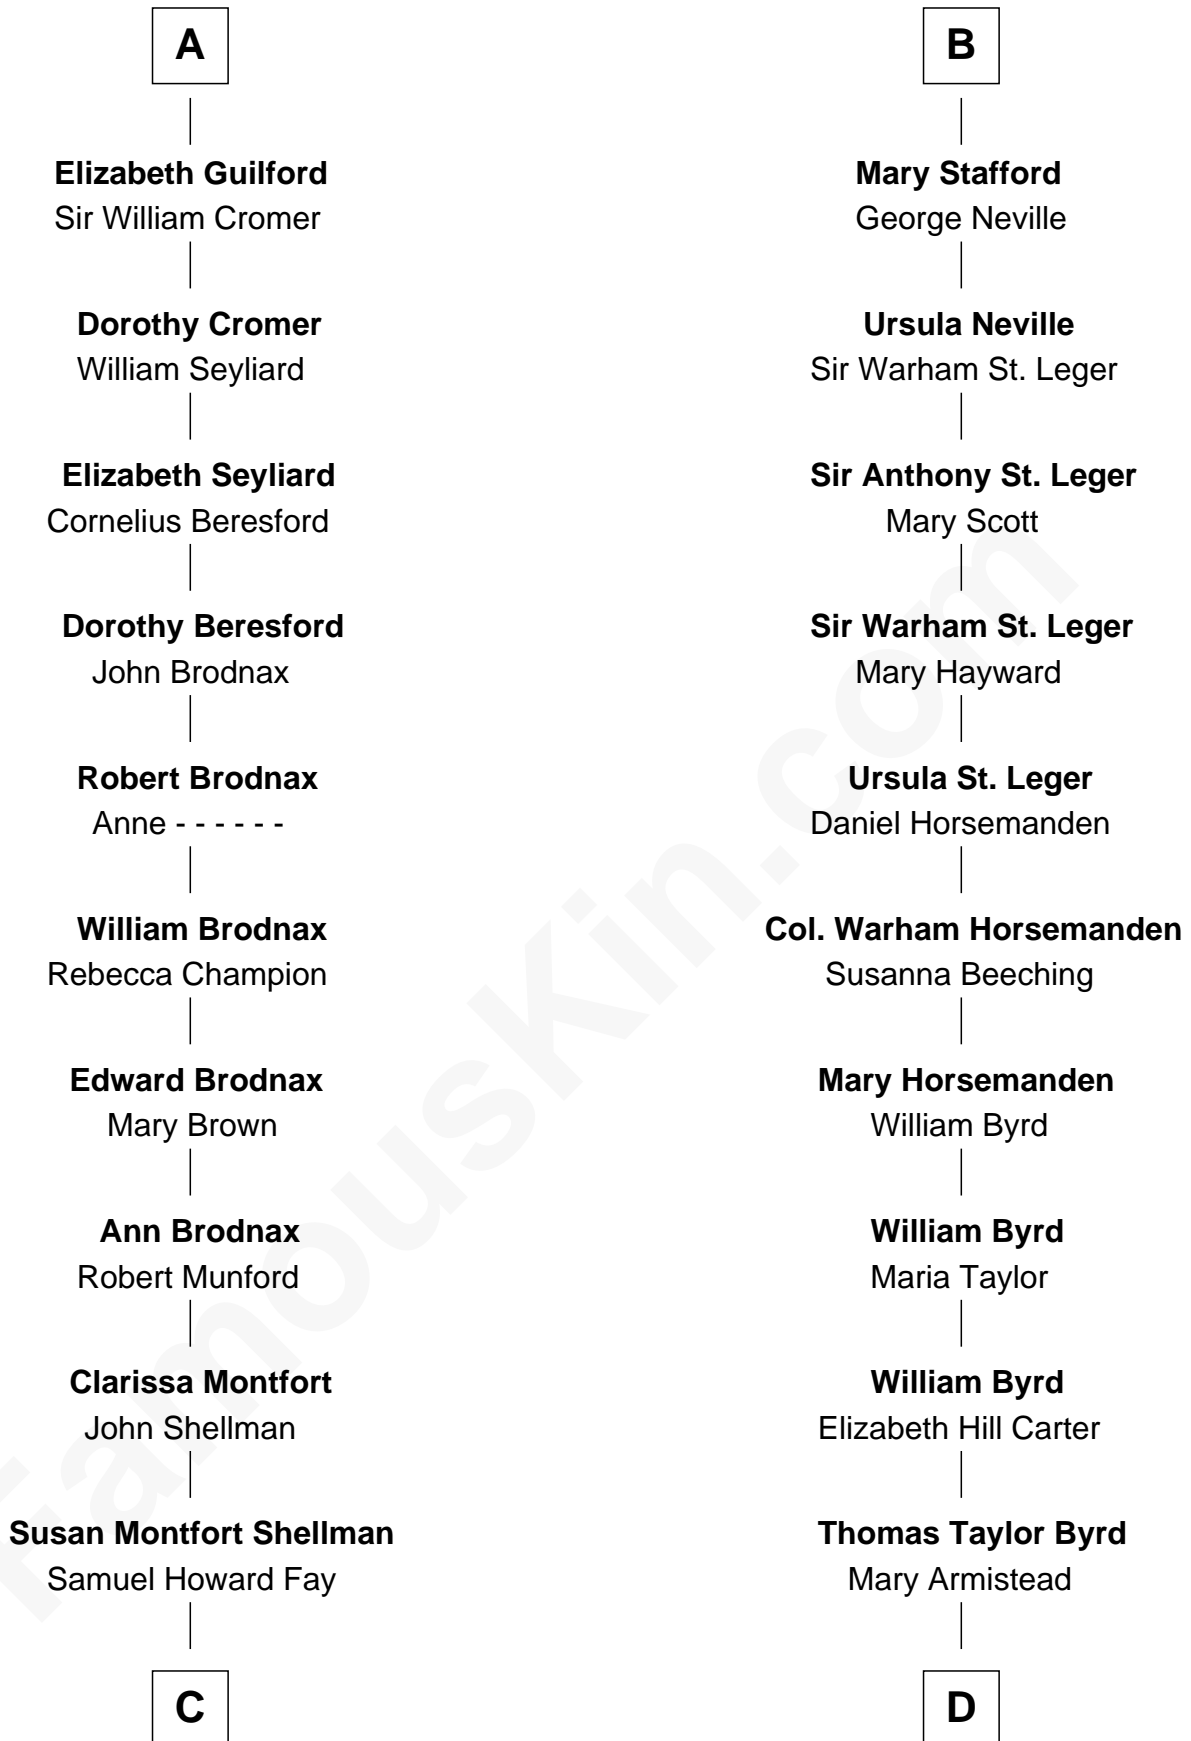 A
Elizabeth Guilford
Sir William Cromer
Dorothy Cromer
William Seyliard
Elizabeth Seyliard
Cornelius Beresford
Dorothy Beresford
John Brodnax
Robert Brodnax
Anne - - - - - -
William Brodnax
Rebecca Champion
Edward Brodnax
Mary Brown
Ann Brodnax
Robert Munford
Clarissa Montfort
John Shellman
Susan Montfort Shellman
Samuel Howard Fay
C
B
Mary Stafford
George Neville
Ursula Neville
Sir Warham St. Leger
Sir Anthony St. Leger
Mary Scott
Sir Warham St. Leger
Mary Hayward
Ursula St. Leger
Daniel Horsemanden
Col. Warham Horsemanden
Susanna Beeching
Mary Horsemanden
William Byrd
William Byrd
Maria Taylor
William Byrd
Elizabeth Hill Carter
Thomas Taylor Byrd
Mary Armistead
D
FamousKin.com